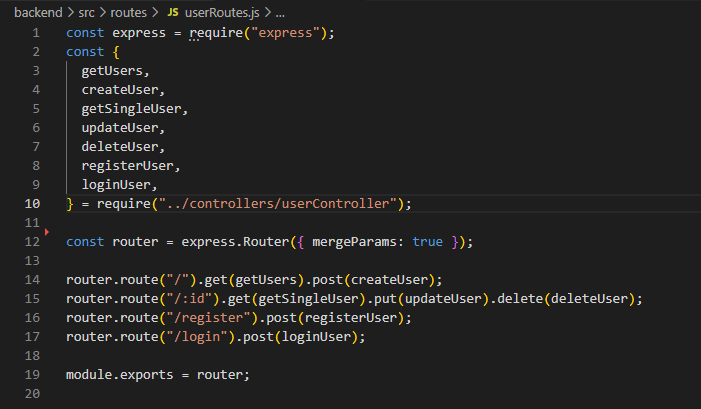 backend > src > routes > JS userRoutes.js > ...
1 const express = require("express");
2 const {
3 getUsers,
4 createUser,
5 getSingleUser,
6 updateUser,
7 deleteUser,
8 registerUser,
9 loginUser,
10 } = require("../controllers/userController");
11
12 const router = express.Router({ mergeParams: true });
13
14 router.route("/").get(getUsers).post(createUser);
15 router.route("/:id").get(getSingleUser).put(updateUser).delete(deleteUser);
16 router.route("/register").post(registerUser);
17 router.route("/login").post(loginUser);
18
19 module.exports = router;
20